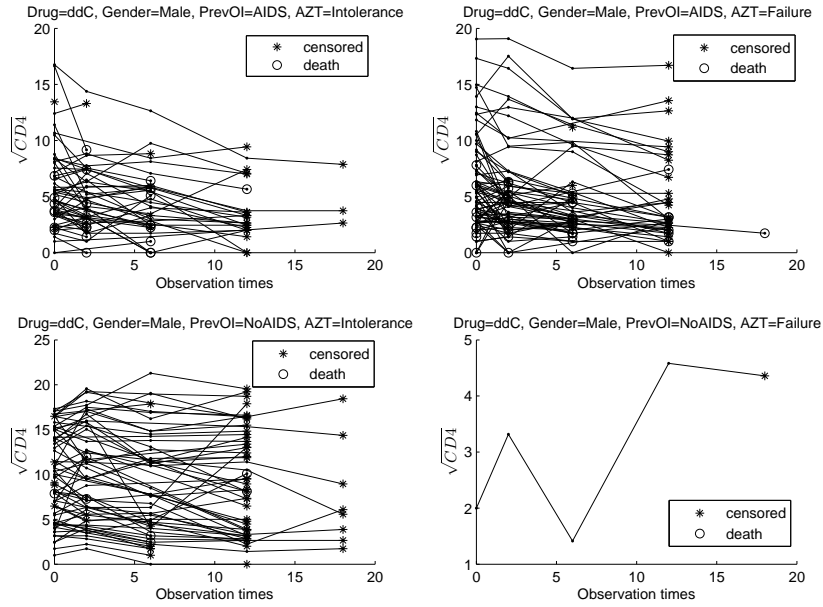 Drug=ddC, Gender=Male, PrevOI=AIDS, AZT=Intolerance
20
15
10
5
0
√CD4
0 5 10 15 20
Observation times
censored
death
Drug=ddC, Gender=Male, PrevOI=AIDS, AZT=Failure
20
15
10
5
0
√CD4
0 5 10 15 20
Observation times
censored
death
Drug=ddC, Gender=Male, PrevOI=NoAIDS, AZT=Intolerance
25
20
15
10
5
0
√CD4
0 5 10 15 20
Observation times
censored
death
Drug=ddC, Gender=Male, PrevOI=NoAIDS, AZT=Failure
5
4
3
2
1
√CD4
0 5 10 15 20
Observation times
censored
death